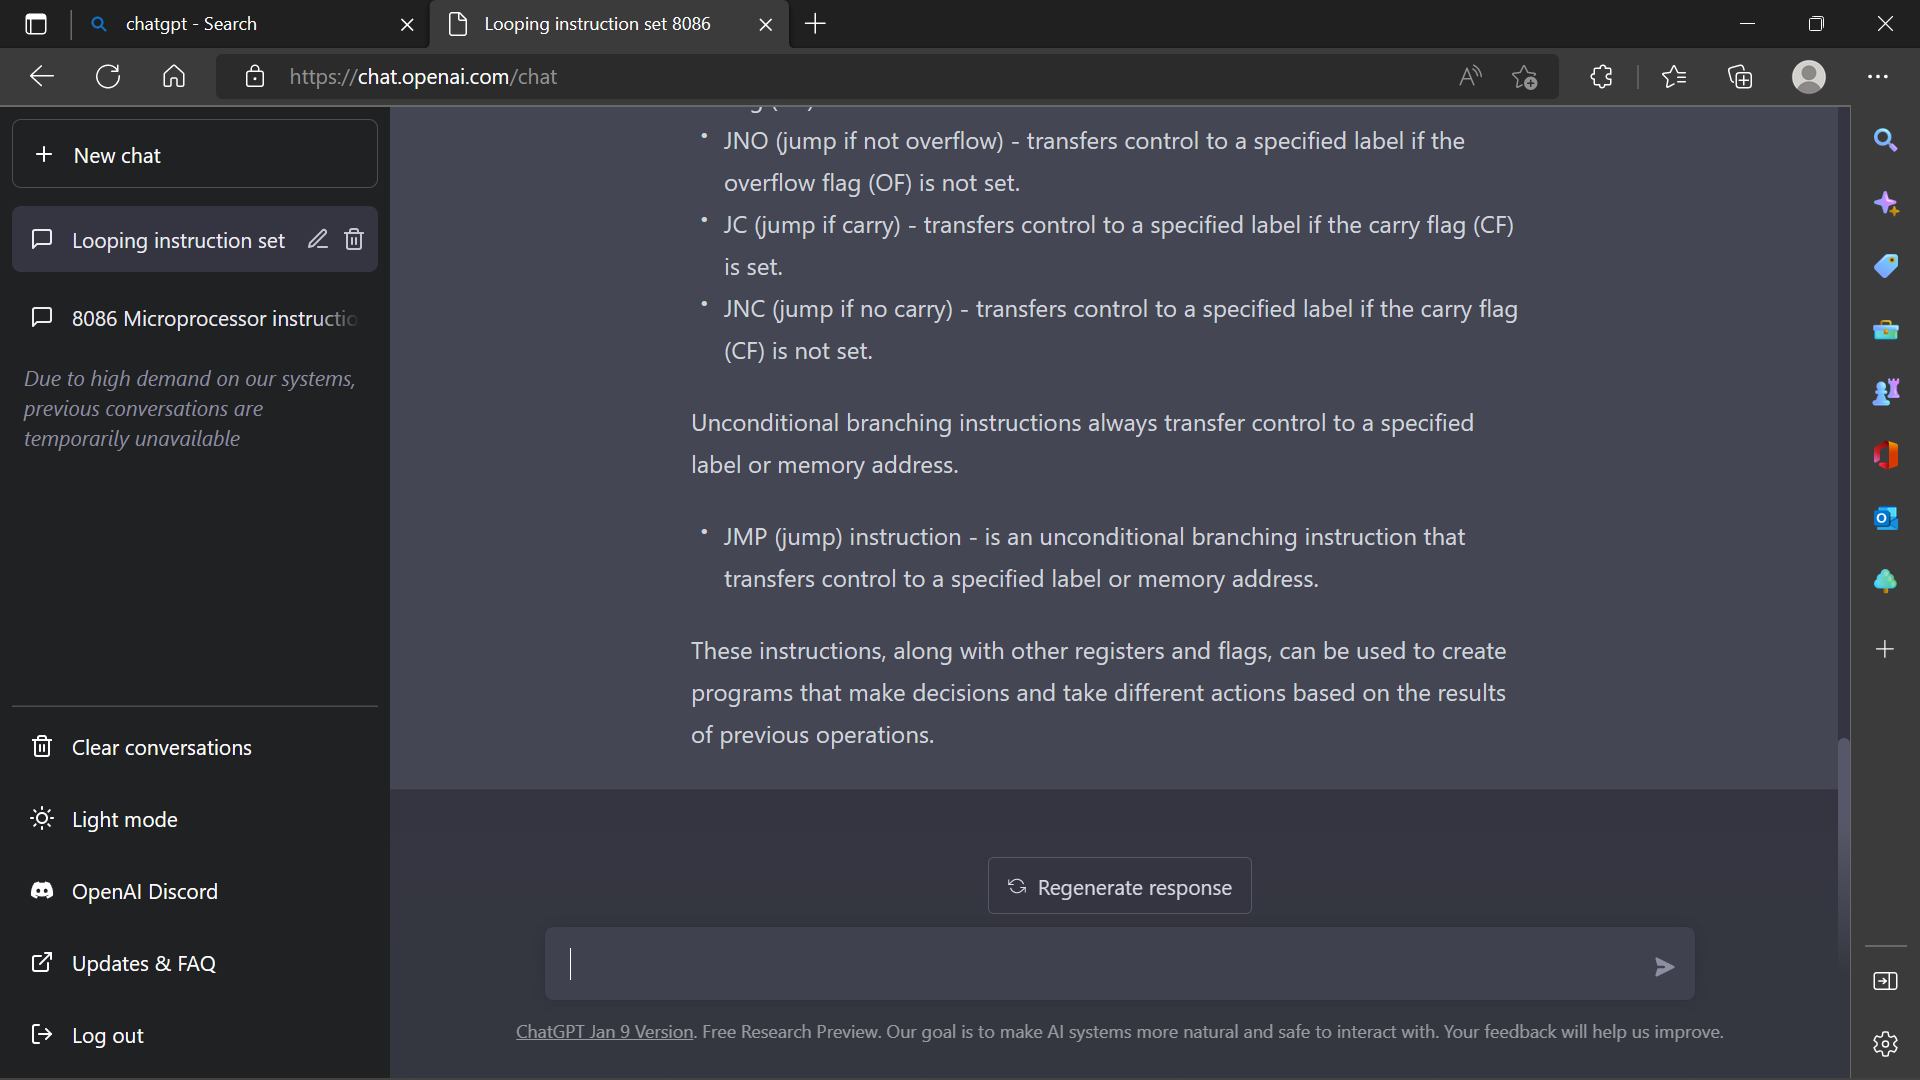 chatgpt - Search
Looping instruction set 8086
https://chat.openai.com/chat
New chat
Looping instruction set
8086 Microprocessor instructio
Due to high demand on our systems,
previous conversations are
temporarily unavailable
Clear conversations
Light mode
OpenAI Discord
Updates & FAQ
Log out
• JNO (jump if not overflow) - transfers control to a specified label if the
overflow flag (OF) is not set.
• JC (jump if carry) - transfers control to a specified label if the carry flag (CF)
is set.
• JNC (jump if no carry) - transfers control to a specified label if the carry flag
(CF) is not set.
Unconditional branching instructions always transfer control to a specified
label or memory address.
• JMP (jump) instruction - is an unconditional branching instruction that
transfers control to a specified label or memory address.
These instructions, along with other registers and flags, can be used to create
programs that make decisions and take different actions based on the results
of previous operations.
Regenerate response
ChatGPT Jan 9 Version. Free Research Preview. Our goal is to make AI systems more natural and safe to interact with. Your feedback will help us improve.